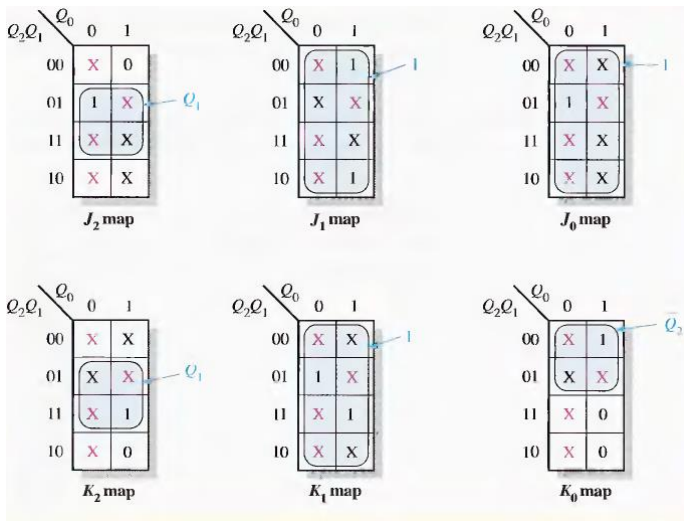 Q₀ Q₀ Q₀
Q₂Q₁ 0 1 Q₂Q₁ 0 1 Q₂Q₁ 0 1
00 X 0 00 X 1 1 00 X X 1
01 1 X Q₁ 01 X X 01 1 X
11 X X 11 X X 11 X X
10 X X 10 X 1 10 X X
J₂ map J₁ map J₀ map
Q₀ Q₀ Q₀
Q₂Q₁ 0 1 Q₂Q₁ 0 1 Q₂Q₁ 0 1
00 X X 00 X X 1 00 X 1 Q̅₂
01 X X Q₁ 01 1 X 01 X X
11 X 1 11 X 1 11 X 0
10 X 0 10 X X 10 X 0
K₂ map K₁ map K₀ map